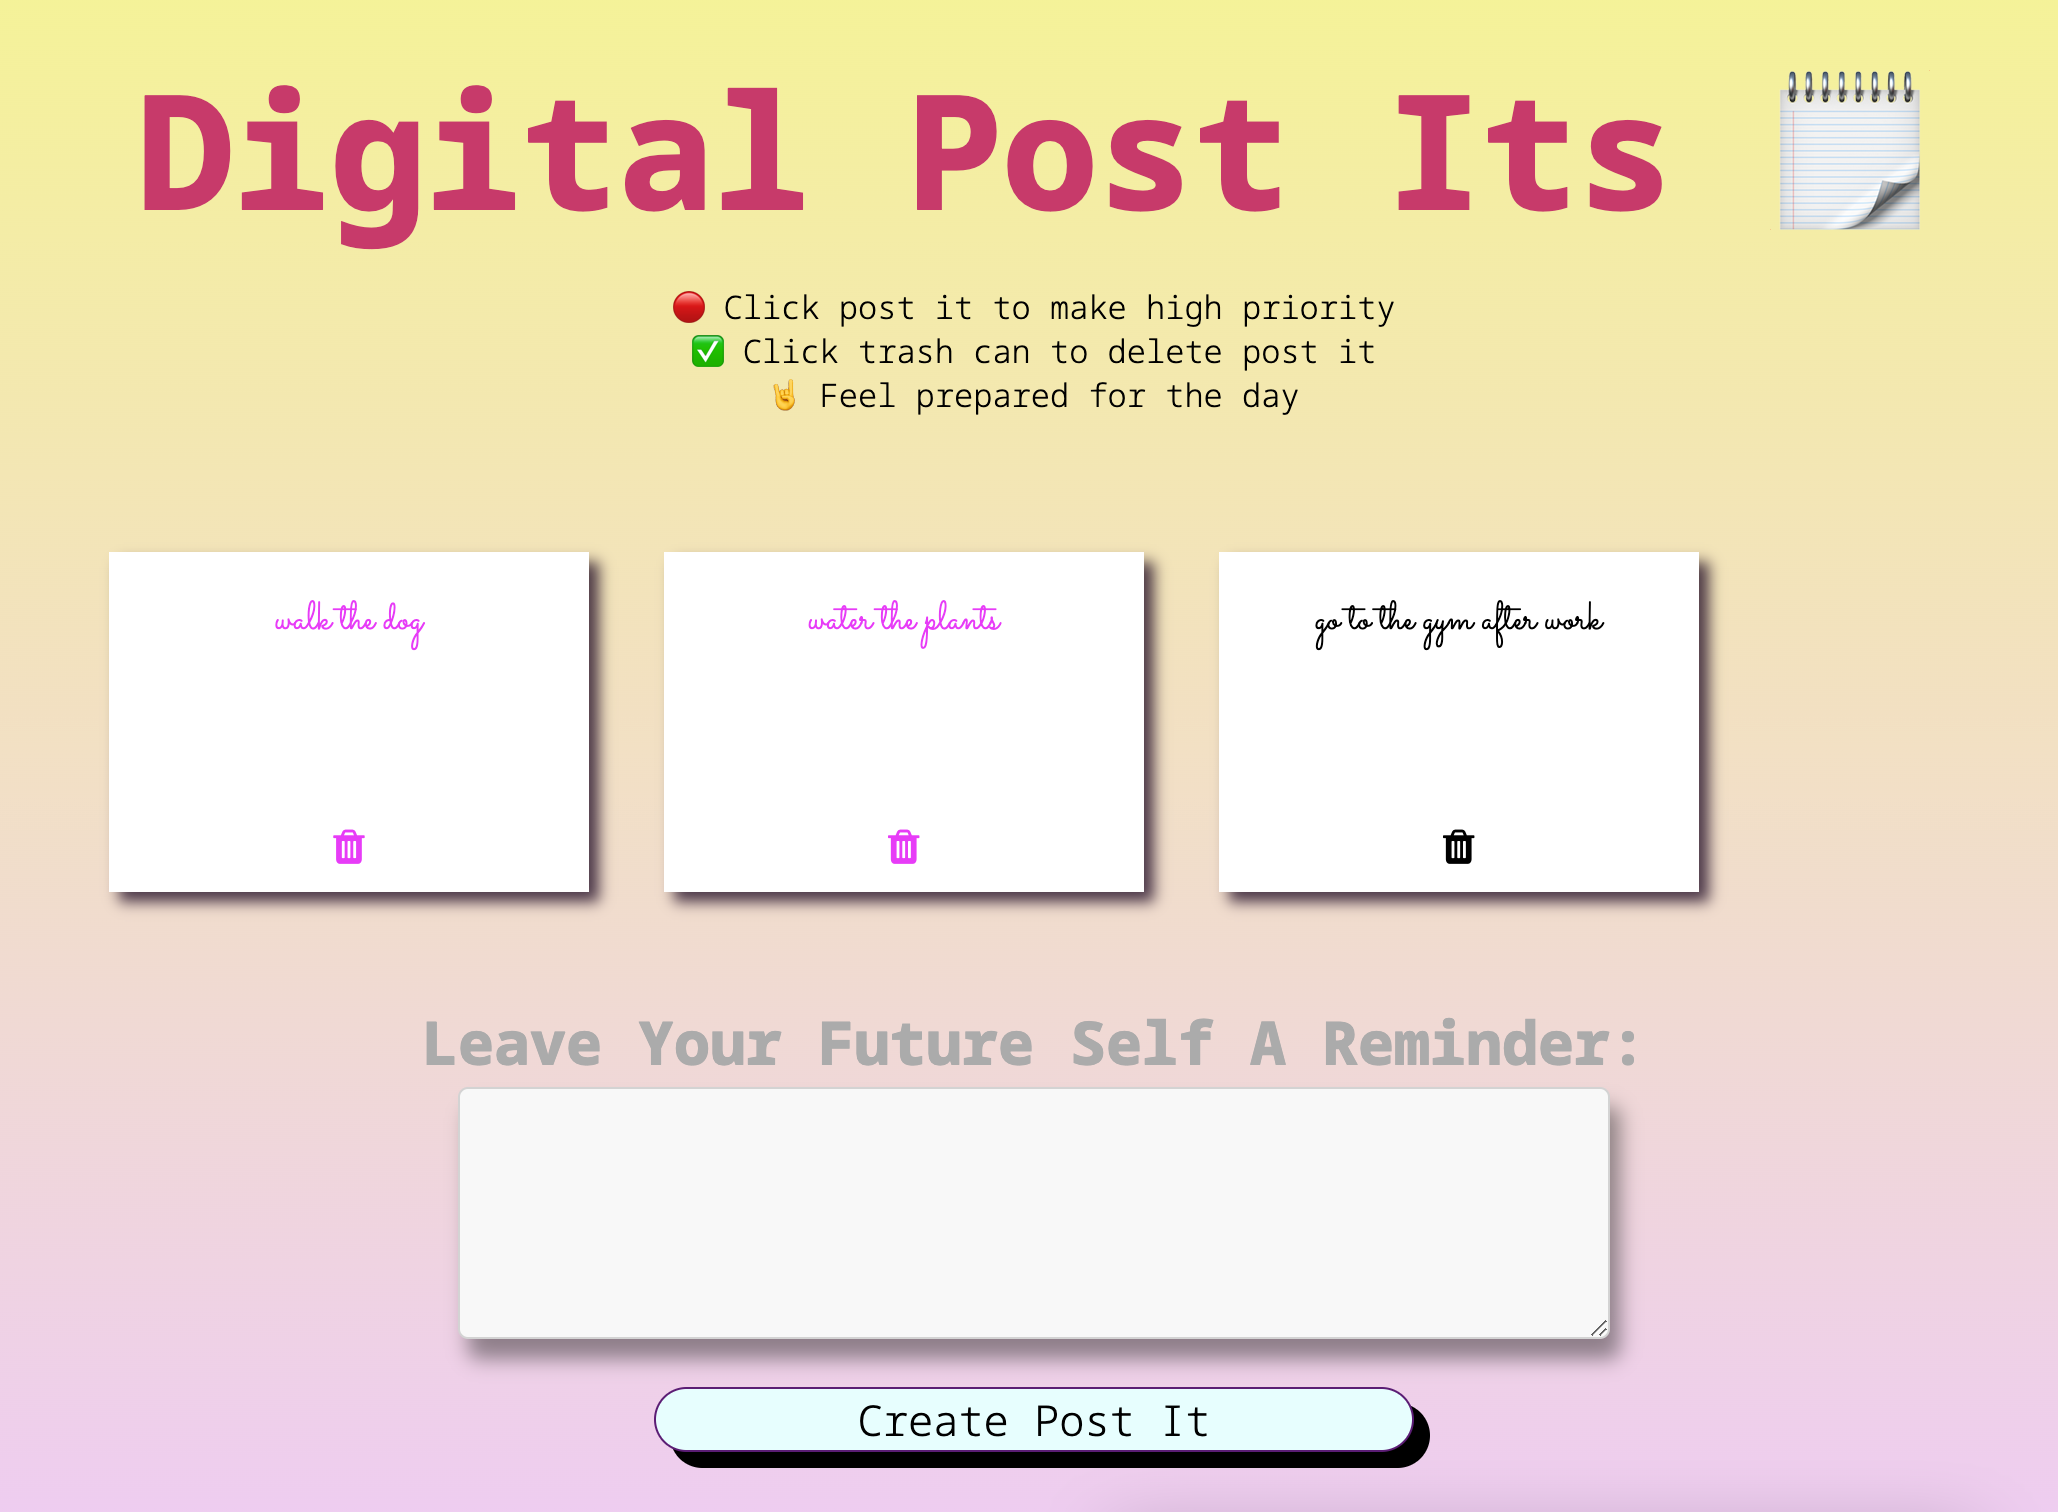 Digital Post Its
🔴 Click post it to make high priority
✅ Click trash can to delete post it
🤘 Feel prepared for the day
walk the dog
water the plants
go to the gym after work
Leave Your Future Self A Reminder:
Create Post It